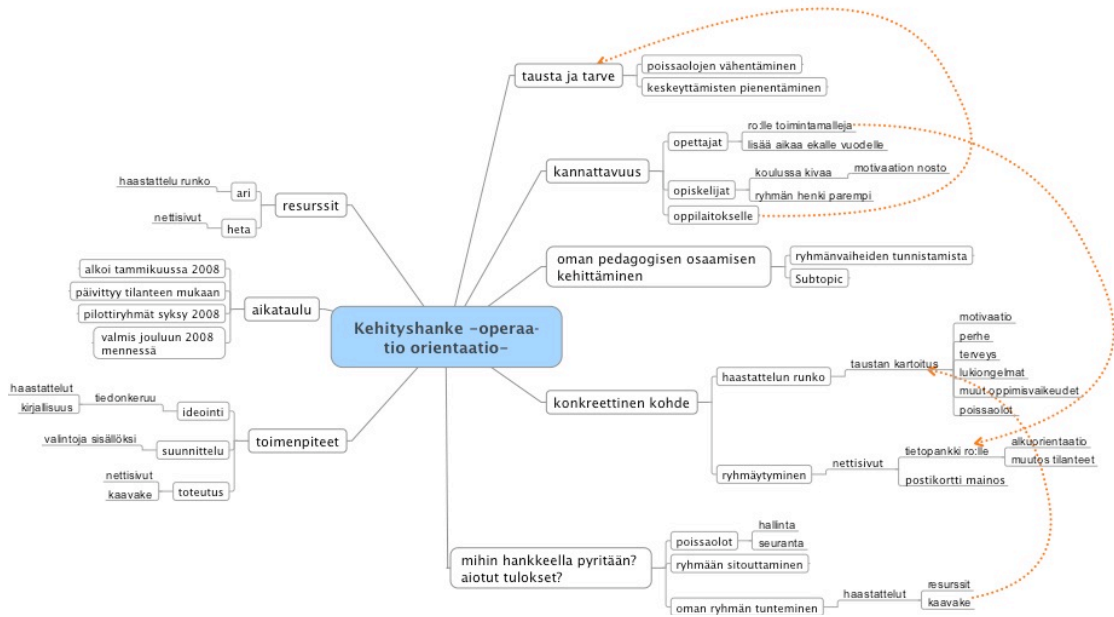 tausta ja tarve
poissaolojen vähentäminen
keskeyttämisten pienentäminen
kannattavuus
opettajat
ro:lle toimintamalleja
lisää aikaa ekalle vuodelle
opiskelijat
koulussa kivaa
motivaation nosto
ryhmän henki parempi
oppilaitokselle
oman pedagogisen osaamisen
kehittäminen
ryhmänvaiheiden tunnistamista
Subtopic
konkreettinen kohde
haastattelun runko
taustan kartoitus
motivaatio
perhe
terveys
lukiongelmat
muut oppimisvaikeudet
poissaolot
ryhmäytyminen
nettisivut
tietopankki ro:lle
alkuorientaatio
muutos tilanteet
postikortti mainos
mihin hankkeella pyritään?
aiotut tulokset?
poissaolot
hallinta
seuranta
ryhmään sitouttaminen
oman ryhmän tunteminen
haastattelut
resurssit
kaavake
Kehityshanke –operaa-
tio orientaatio–
resurssit
ari
haastattelu runko
heta
nettisivut
aikataulu
alkoi tammikuussa 2008
päivittyy tilanteen mukaan
pilottiryhmät syksy 2008
valmis jouluun 2008
mennessä
toimenpiteet
ideointi
tiedonkeruu
haastattelut
kirjallisuus
suunnittelu
valintoja sisällöksi
toteutus
nettisivut
kaavake